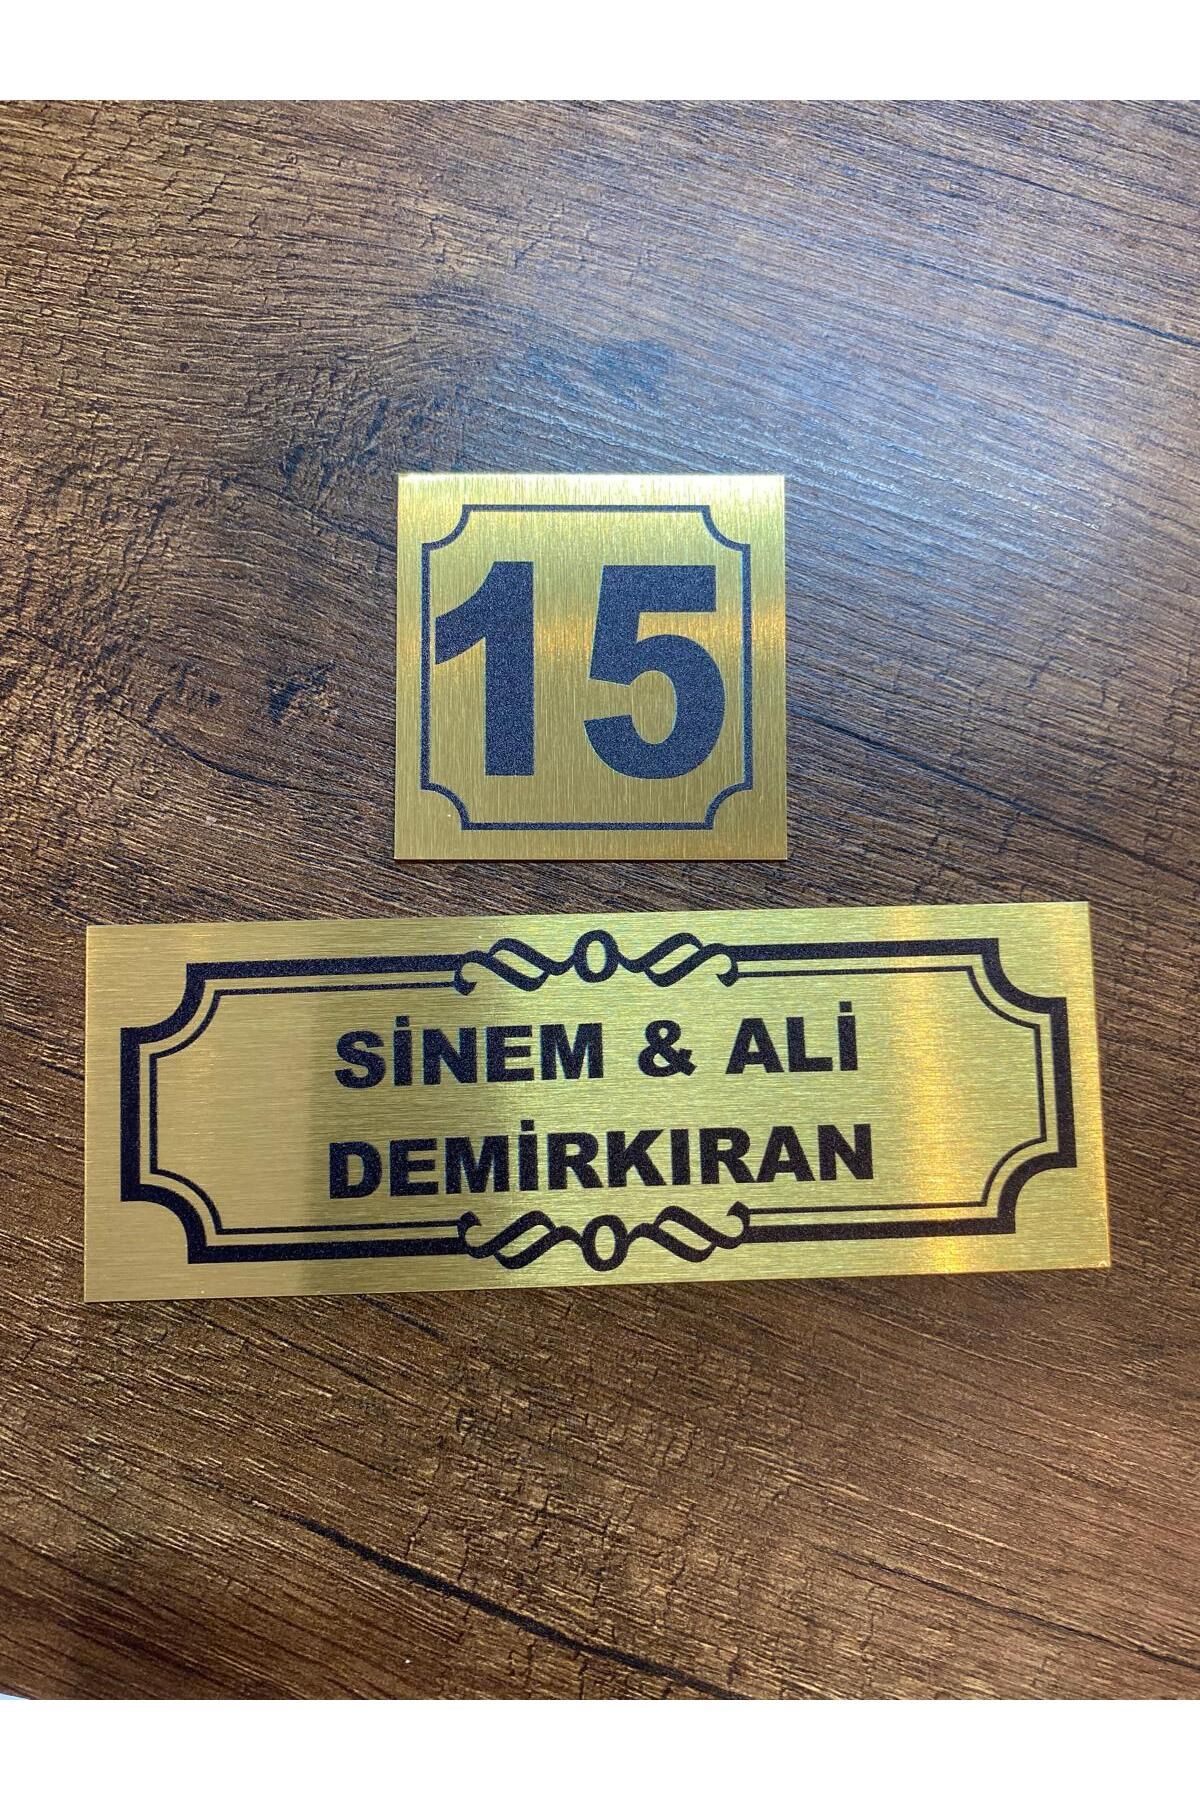 15
SİNEM & ALİ
DEMİRKIRAN